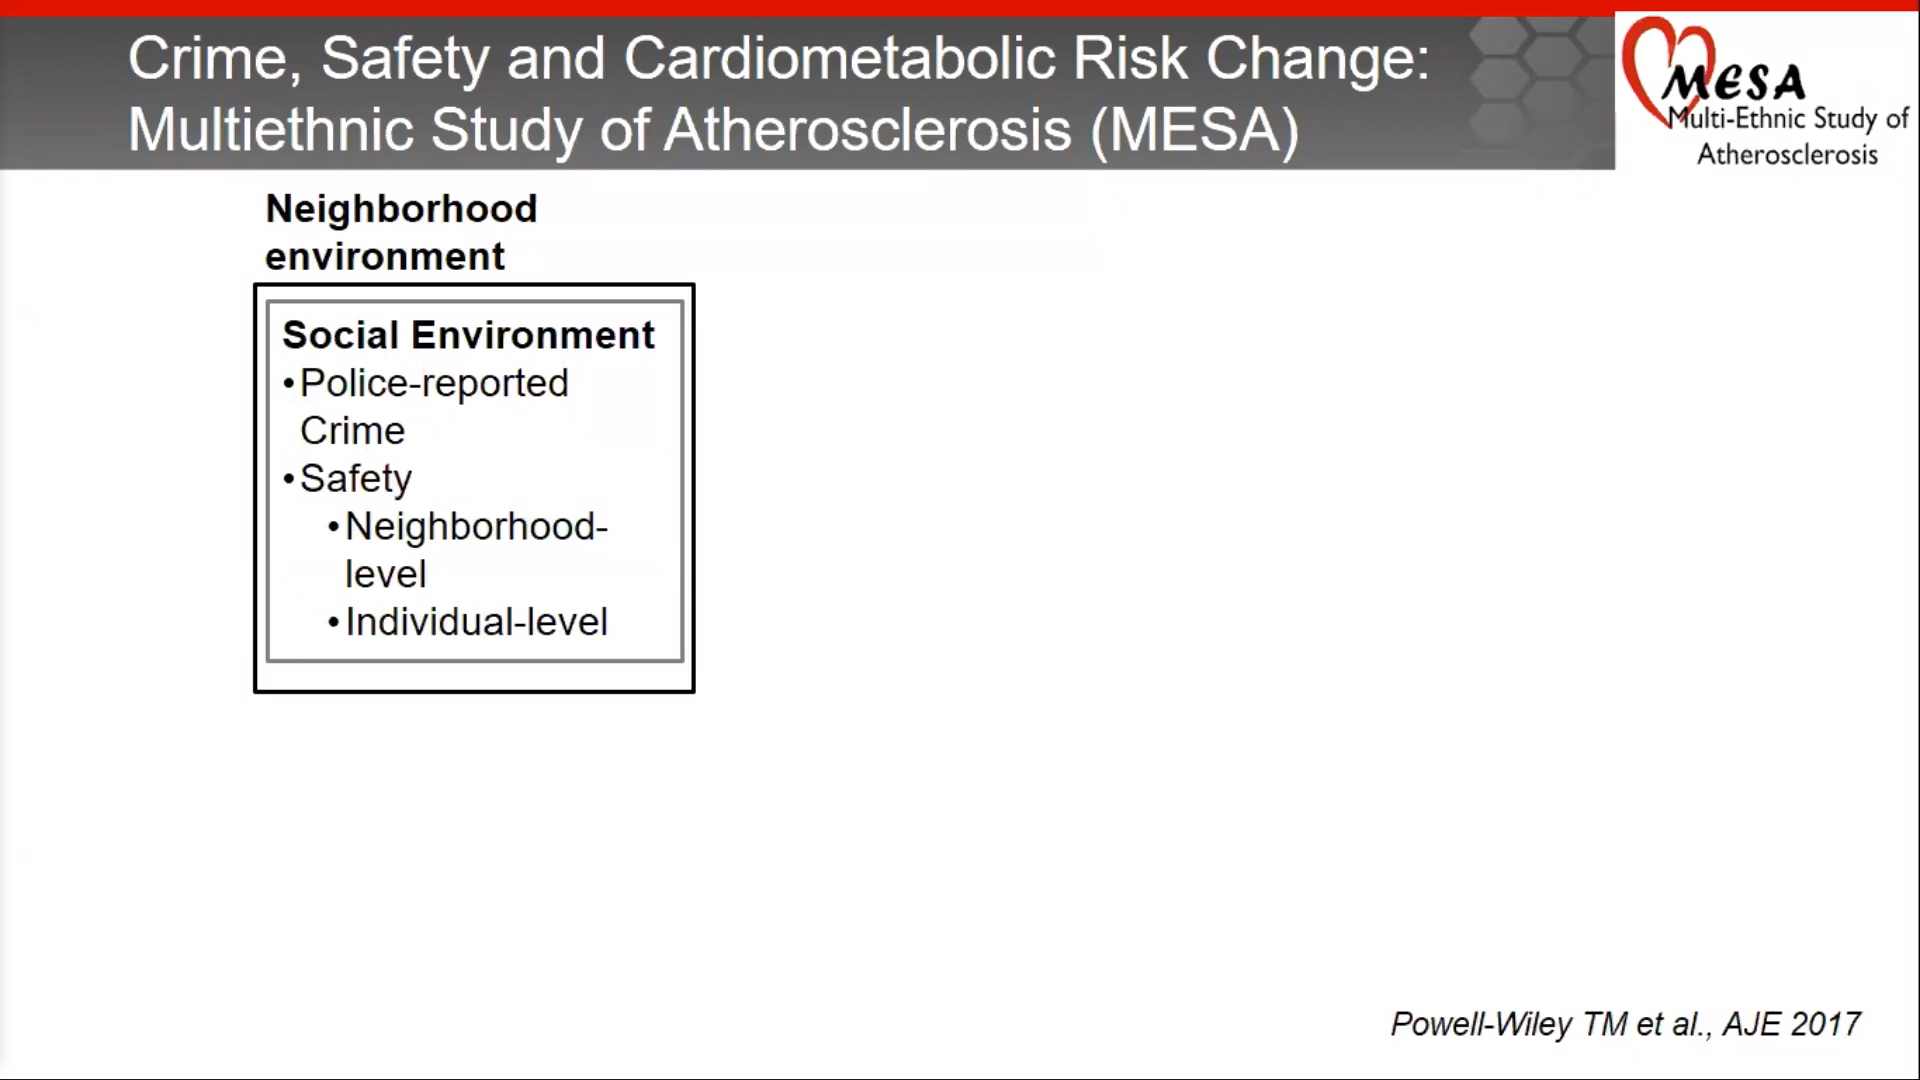 Crime, Safety and Cardiometabolic Risk Change:
Multiethnic Study of Atherosclerosis (MESA)
MESA
Multi-Ethnic Study of
Atherosclerosis
Neighborhood
environment
Social Environment
•Police-reported
Crime
•Safety
•Neighborhood-
level
•Individual-level
Powell-Wiley TM et al., AJE 2017